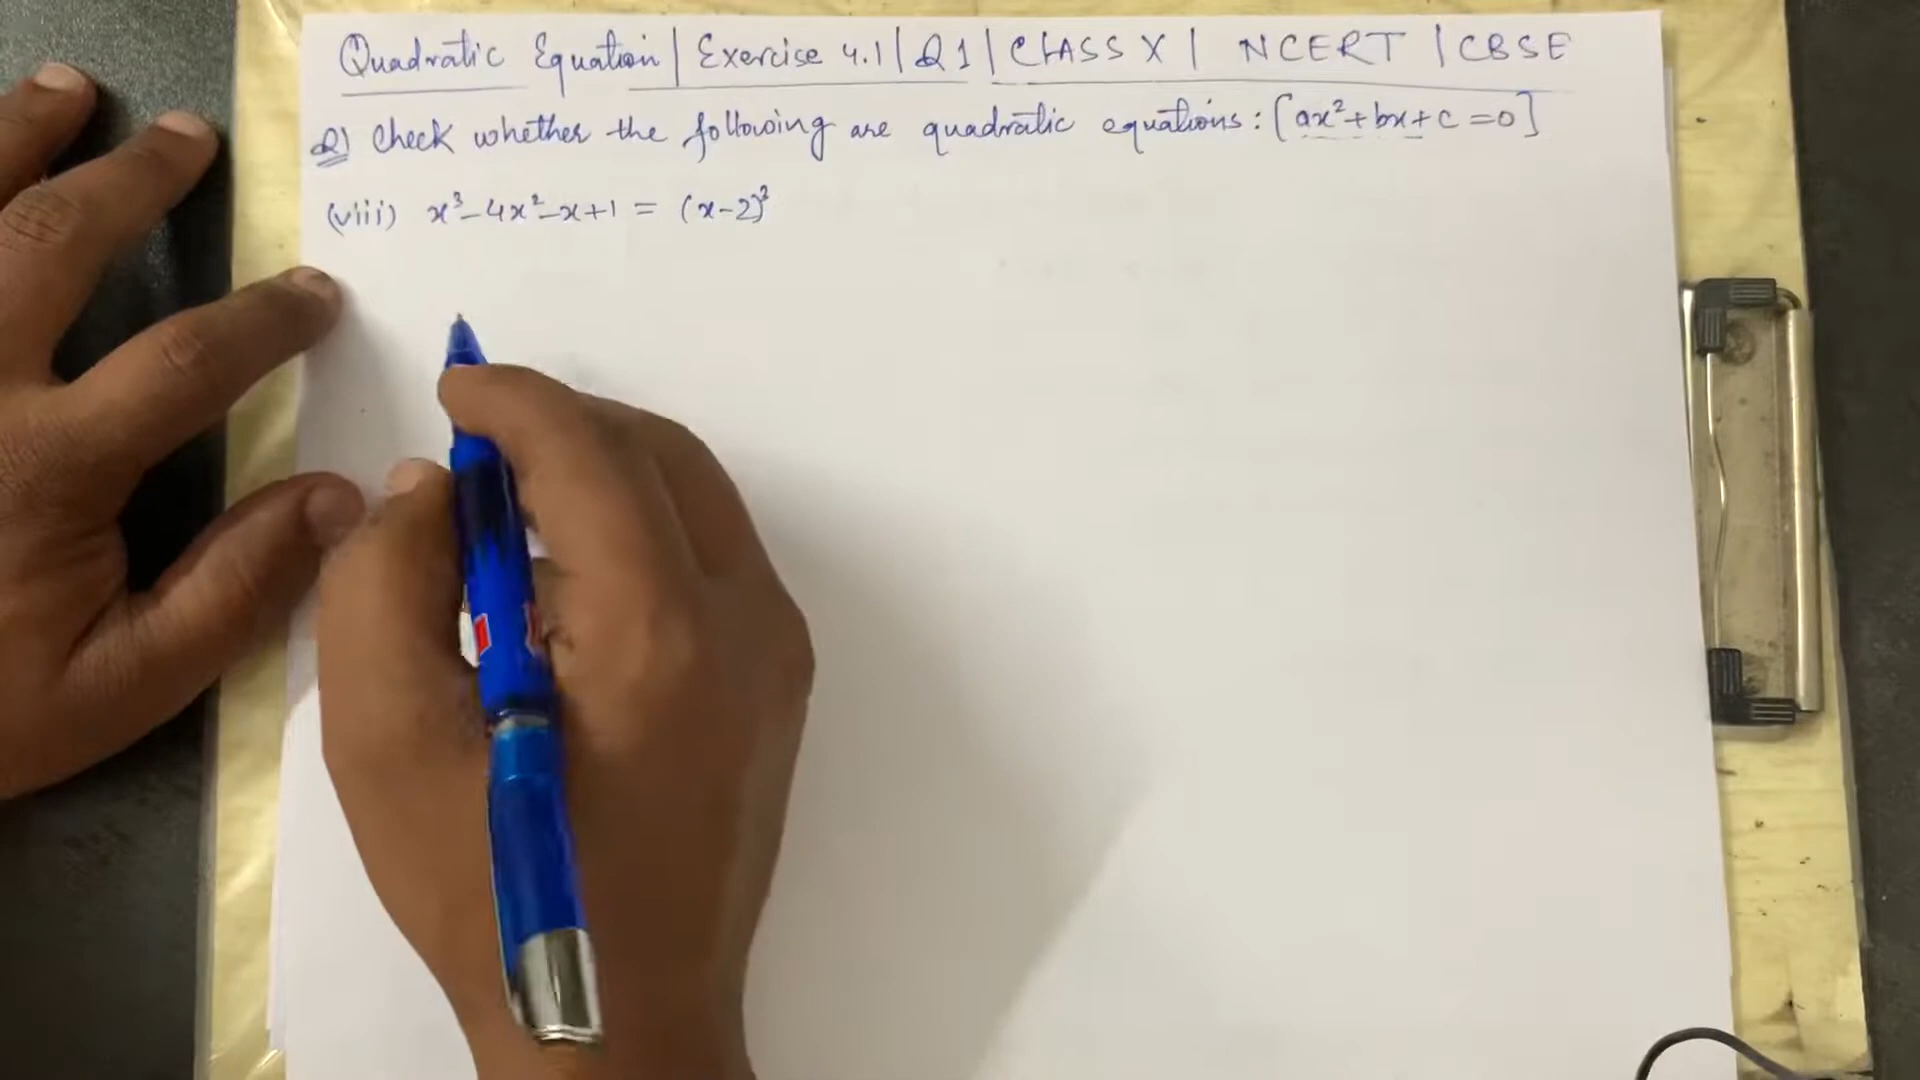 Quadratic Equation | Exercise 4.1 | Q1 | CLASS X | NCERT | CBSE
Q1) Check whether the following are quadratic equations: [ax²+bx+c=0]
(viii) x³-4x²-x+1 = (x-2)³